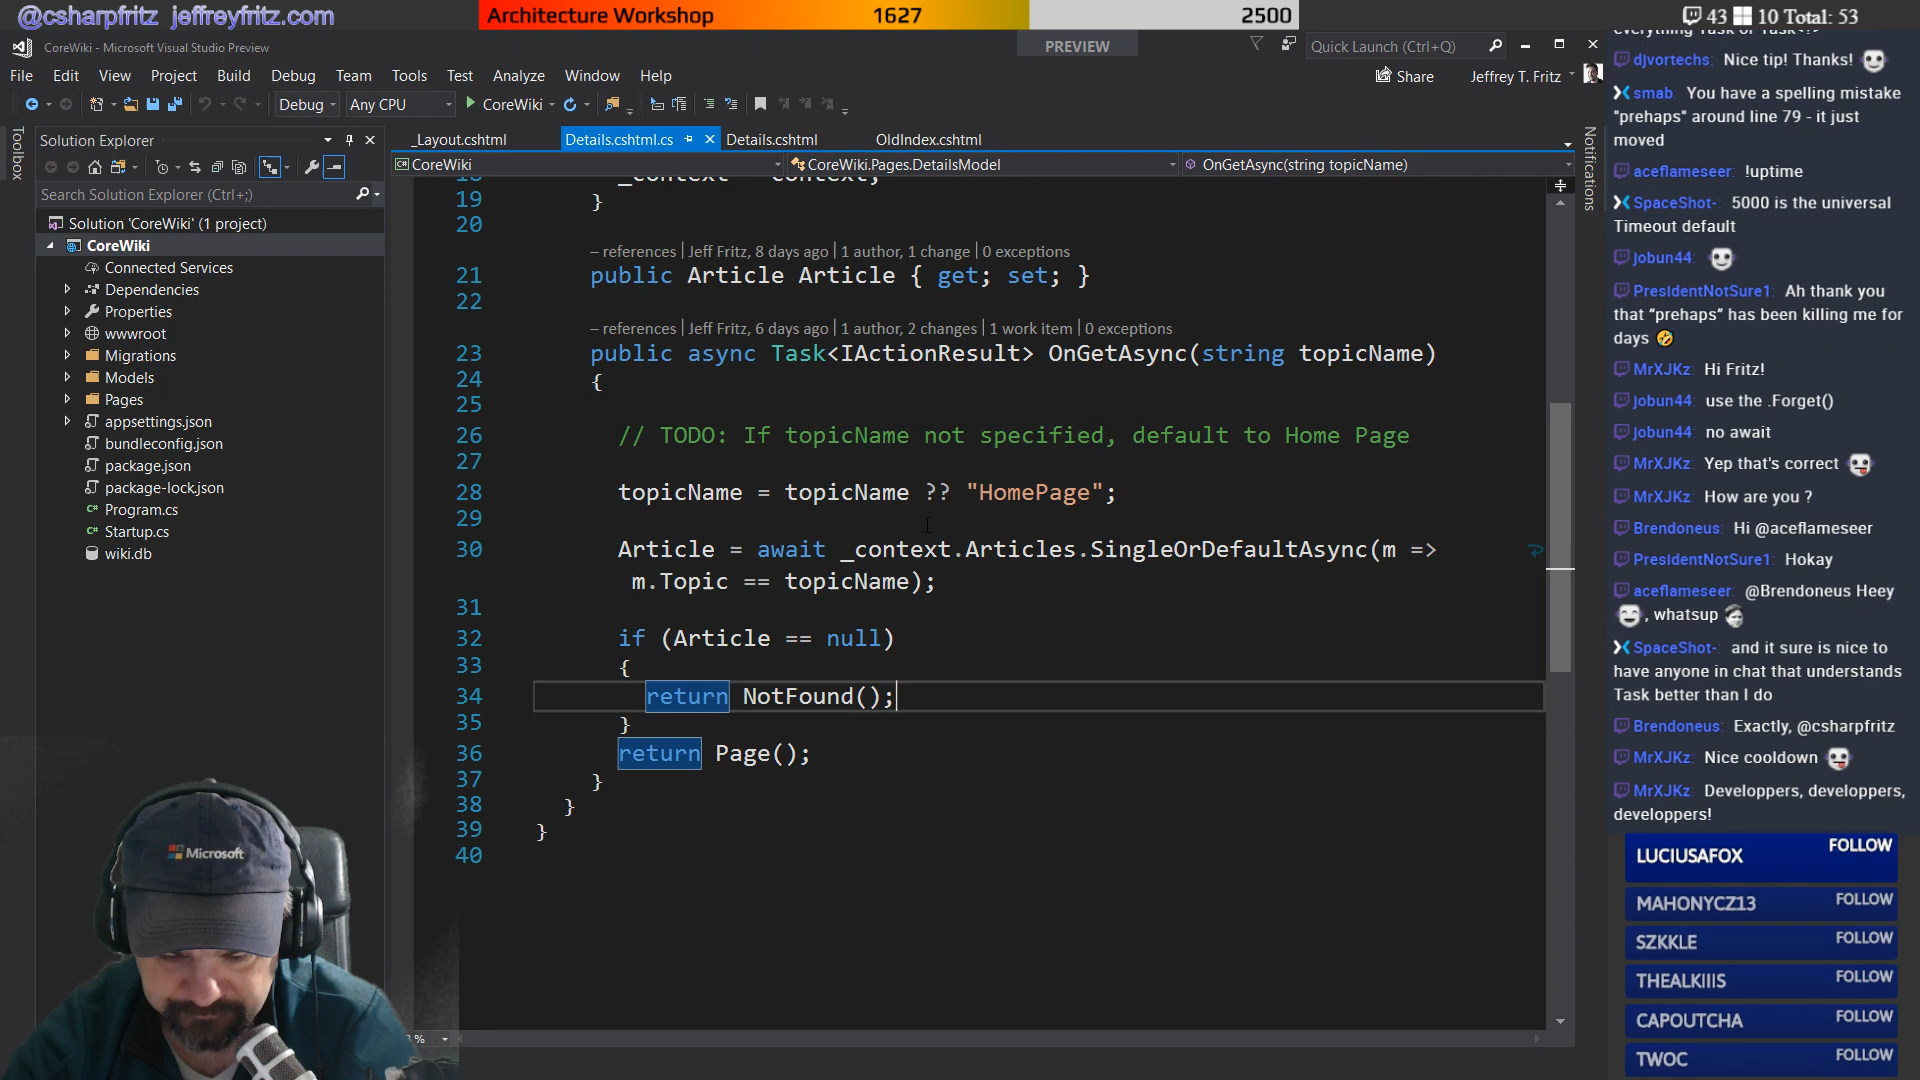 @csharpfritz jeffreyfritz.com
Architecture Workshop 1627 2500
43 10 Total: 53
CoreWiki - Microsoft Visual Studio Preview
PREVIEW
Quick Launch (Ctrl+Q)
File Edit View Project Build Debug Team Tools Test Analyze Window Help
Share Jeffrey T. Fritz
Debug Any CPU CoreWiki
Toolbox
Solution Explorer
Search Solution Explorer (Ctrl+;)
Solution 'CoreWiki' (1 project)
CoreWiki
Connected Services
Dependencies
Properties
wwwroot
Migrations
Models
Pages
appsettings.json
bundleconfig.json
package.json
package-lock.json
Program.cs
Startup.cs
wiki.db
_Layout.cshtml Details.cshtml.cs Details.cshtml OldIndex.cshtml
CoreWiki CoreWiki.Pages.DetailsModel OnGetAsync(string topicName)
18 _context = context;
19 }
20
– references | Jeff Fritz, 8 days ago | 1 author, 1 change | 0 exceptions
21 public Article Article { get; set; }
22
– references | Jeff Fritz, 6 days ago | 1 author, 2 changes | 1 work item | 0 exceptions
23 public async Task<IActionResult> OnGetAsync(string topicName)
24 {
25
26 // TODO: If topicName not specified, default to Home Page
27
28 topicName = topicName ?? "HomePage";
29
30 Article = await _context.Articles.SingleOrDefaultAsync(m =>
m.Topic == topicName);
31
32 if (Article == null)
33 {
34 return NotFound();
35 }
36 return Page();
37 }
38 }
39 }
40
%
Notifications
Microsoft
everything Task or Task<>
djvortechs: Nice tip! Thanks!
smab: You have a spelling mistake
"prehaps" around line 79 - it just
moved
aceflameseer: !uptime
SpaceShot-: 5000 is the universal
Timeout default
jobun44:
PresidentNotSure1: Ah thank you
that “prehaps” has been killing me for
days
MrXJKz: Hi Fritz!
jobun44: use the .Forget()
jobun44: no await
MrXJKz: Yep that's correct
MrXJKz: How are you ?
Brendoneus: Hi @aceflameseer
PresidentNotSure1: Hokay
aceflameseer: @Brendoneus Heey
, whatsup
SpaceShot-: and it sure is nice to
have anyone in chat that understands
Task better than I do
Brendoneus: Exactly, @csharpfritz
MrXJKz: Nice cooldown
MrXJKz: Developpers, developpers,
developpers!
LUCIUSAFOX FOLLOW
MAHONYCZ13 FOLLOW
SZKKLE FOLLOW
THEALKIIIS FOLLOW
CAPOUTCHA FOLLOW
TWOC FOLLOW